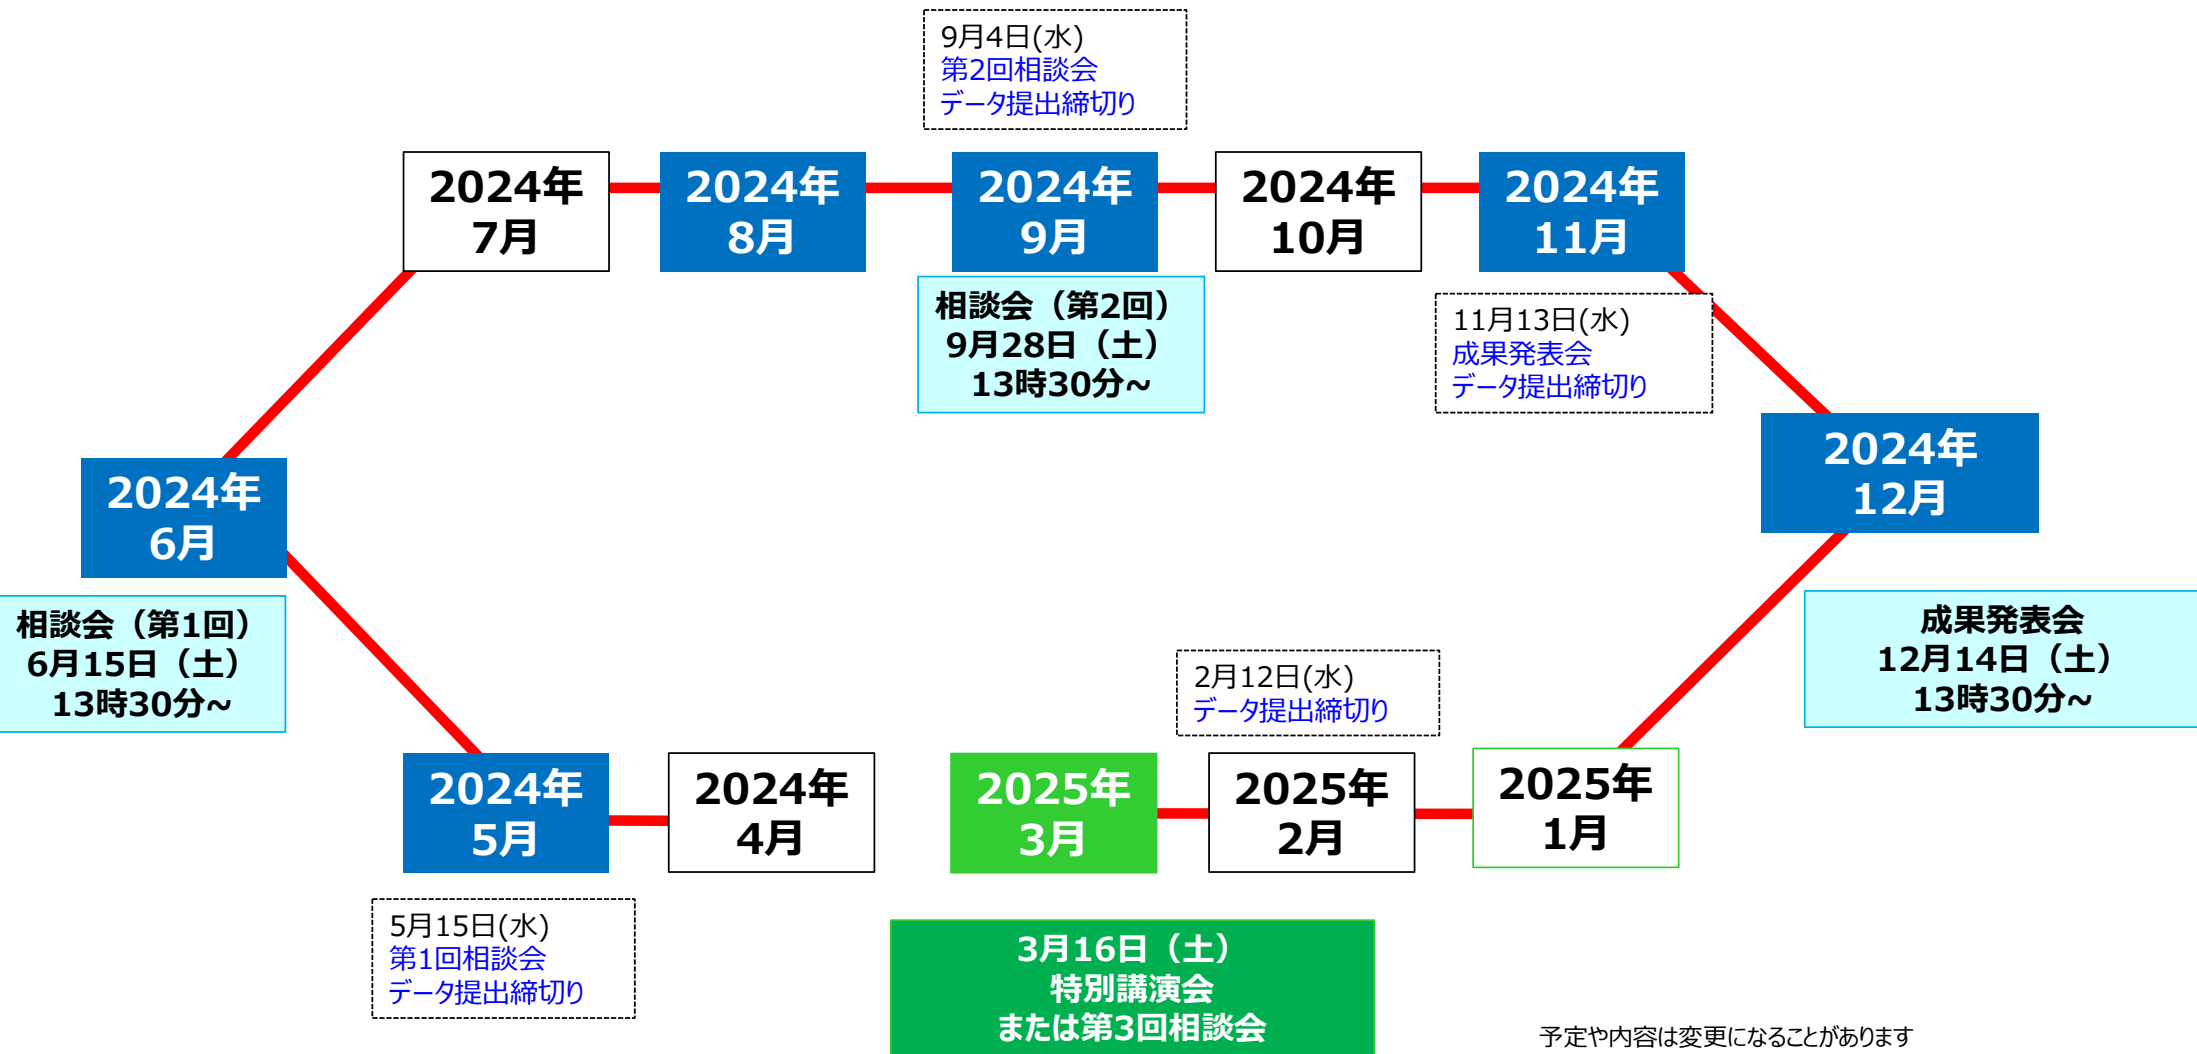 9月4日(水)
第2回相談会
データ提出締切り
2024年
7月
2024年
8月
2024年
9月
2024年
10月
2024年
11月
相談会（第2回）
9月28日（土）
13時30分~
11月13日(水)
成果発表会
データ提出締切り
2024年
12月
2024年
6月
相談会（第1回）
6月15日（土）
13時30分~
成果発表会
12月14日（土）
13時30分~
2月12日(水)
データ提出締切り
2024年
5月
2024年
4月
2025年
3月
2025年
2月
2025年
1月
5月15日(水)
第1回相談会
データ提出締切り
3月16日（土）
特別講演会
または第3回相談会
予定や内容は変更になることがあります